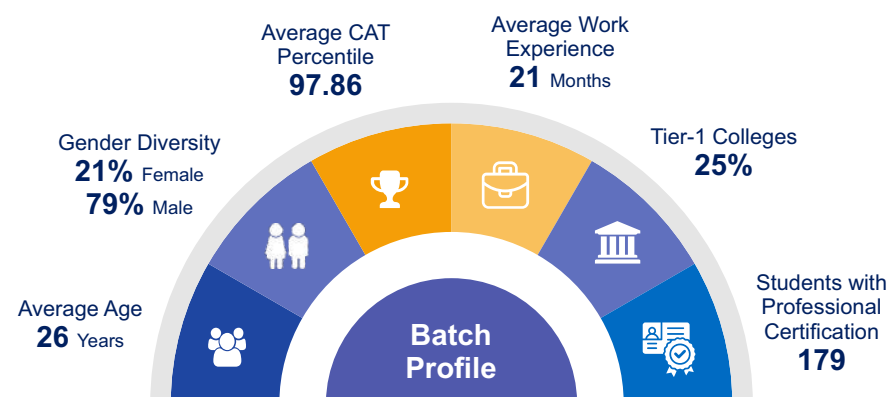 Average CAT
Percentile
97.86
Average Work
Experience
21 Months
Gender Diversity
21% Female
79% Male
Tier-1 Colleges
25%
Average Age
26 Years
Students with
Professional
Certification
179
Batch
Profile